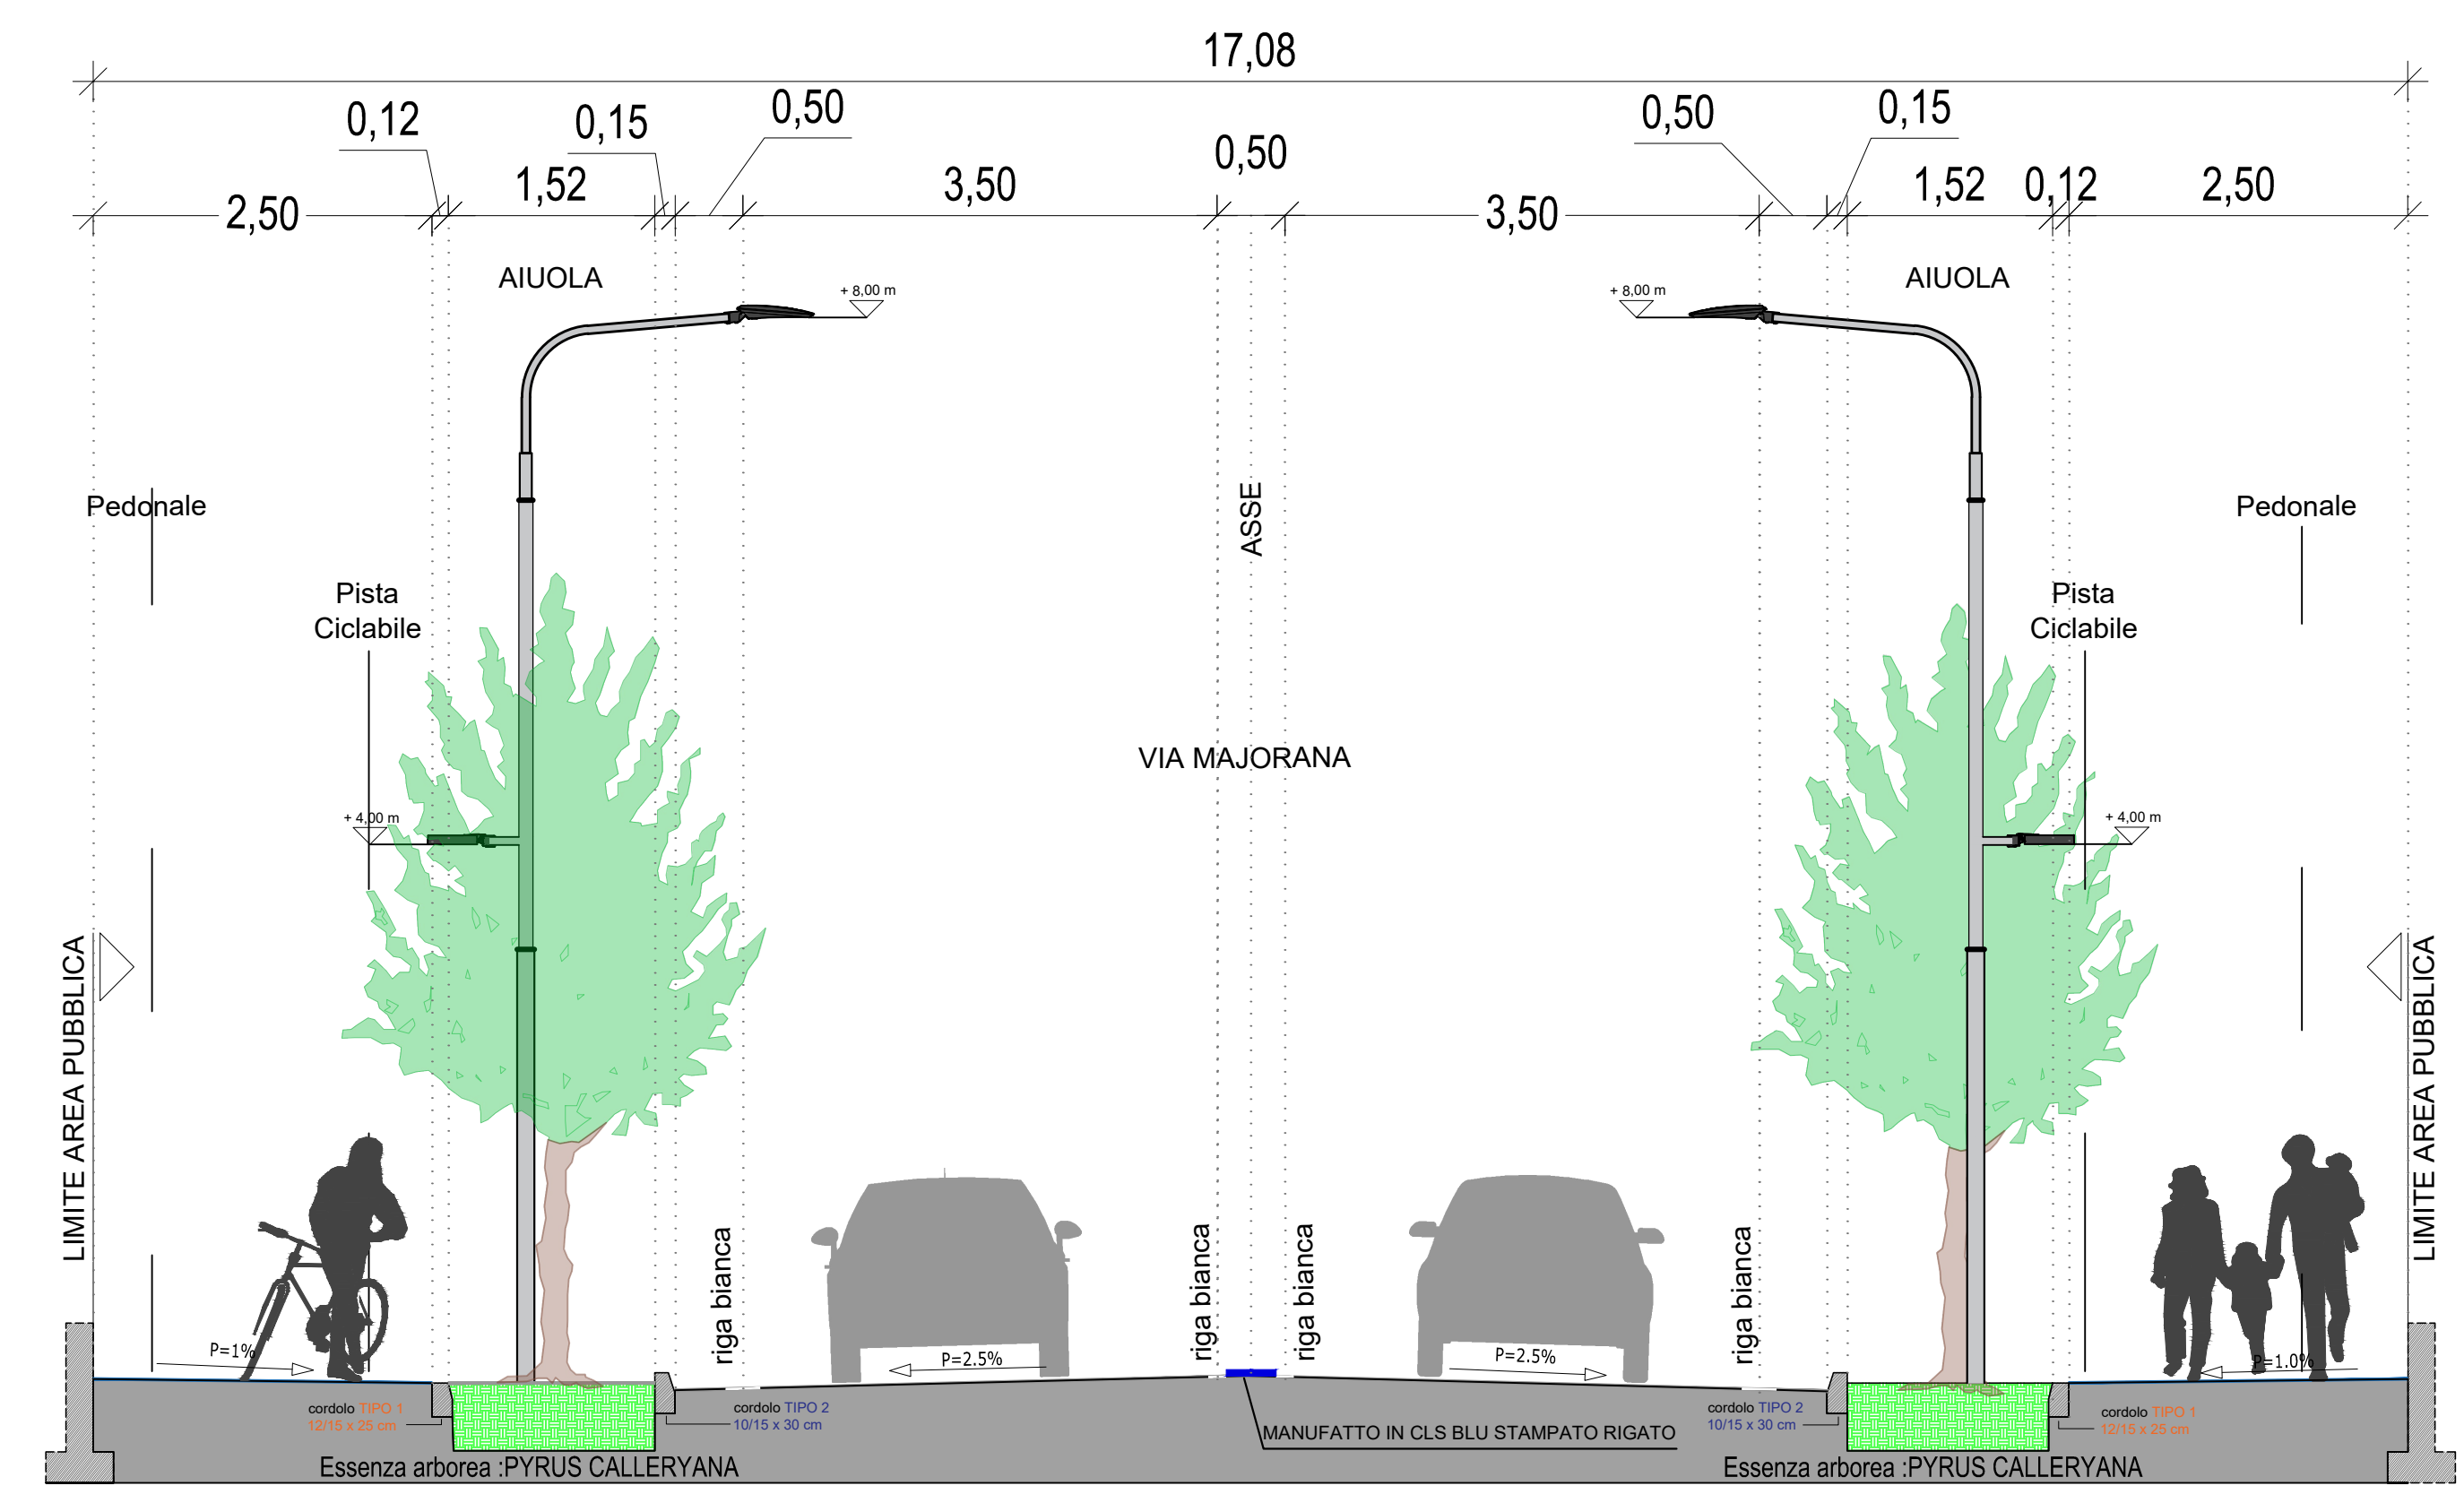 17,08
0,12
0,15
0,50
0,50
0,50
0,15
2,50
1,52
3,50
3,50
1,52
0,12
2,50
AIUOLA
AIUOLA
+ 8,00 m
+ 8,00 m
Pedonale
ASSE
Pedonale
Pista
Ciclabile
Pista
Ciclabile
VIA MAJORANA
+ 4,00 m
+ 4,00 m
LIMITE AREA PUBBLICA
LIMITE AREA PUBBLICA
riga bianca
riga bianca
riga bianca
riga bianca
P=1%
P=2.5%
P=2.5%
P=1.0%
cordolo TIPO 1
12/15 x 25 cm
cordolo TIPO 2
10/15 x 30 cm
MANUFATTO IN CLS BLU STAMPATO RIGATO
cordolo TIPO 2
10/15 x 30 cm
cordolo TIPO 1
12/15 x 25 cm
Essenza arborea :PYRUS CALLERYANA
Essenza arborea :PYRUS CALLERYANA